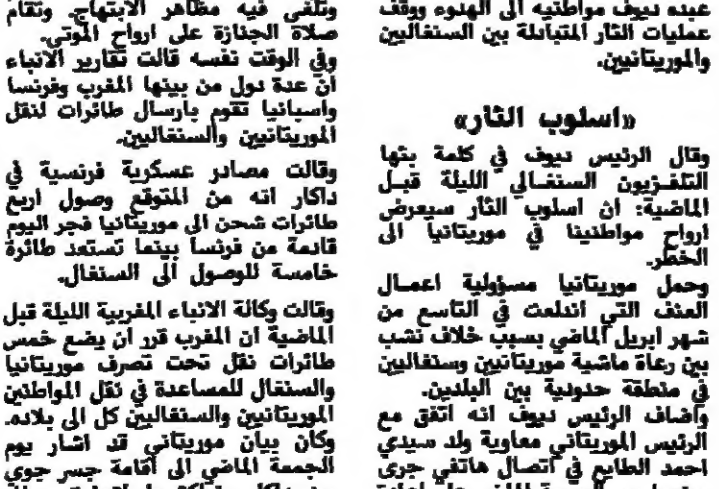 عبده ديوف مواطنيه الى الهدوء ووقف
عمليات الثأر المتبادلة بين السنغاليين
والموريتانيين.
«اسلوب الثأر»
وقال الرئيس ديوف في كلمة بثها
التلفزيون السنغالي الليلة قبل
الماضية: ان اسلوب الثأر سيعرض
ارواح مواطنينا في موريتانيا الى
الخطر.
وحمل موريتانيا مسؤولية اعمال
العنف التي اندلعت في التاسع من
شهر ابريل الماضي بسبب خلاف نشب
بين رعاة ماشية موريتانيين وسنغاليين
في منطقة حدودية بين البلدين.
واضاف الرئيس ديوف انه اتفق مع
الرئيس الموريتاني معاوية ولد سيدي
احمد الطايع في اتصال هاتفي جرى
وتلغى فيه مظاهر الابتهاج. وتقام
صلاة الجنازة على ارواح الموتى.
وفي الوقت نفسه قالت تقارير الانباء
ان عدة دول من بينها المغرب وفرنسا
واسبانيا تقوم بارسال طائرات لنقل
الموريتانيين والسنغاليين.
وقالت مصادر عسكرية فرنسية في
داكار انه من المتوقع وصول اربع
طائرات شحن الى موريتانيا فجر اليوم
قادمة من فرنسا بينما تستعد طائرة
خامسة للوصول الى السنغال.
وقالت وكالة الانباء المغربية الليلة قبل
الماضية ان المغرب قرر ان يضع خمس
طائرات نقل تحت تصرف موريتانيا
والسنغال للمساعدة في نقل المواطنين
الموريتانيين والسنغاليين كل الى بلاده.
وكان بيان موريتاني قد اشار يوم
الجمعة الماضي الى اقامة جسر جوي